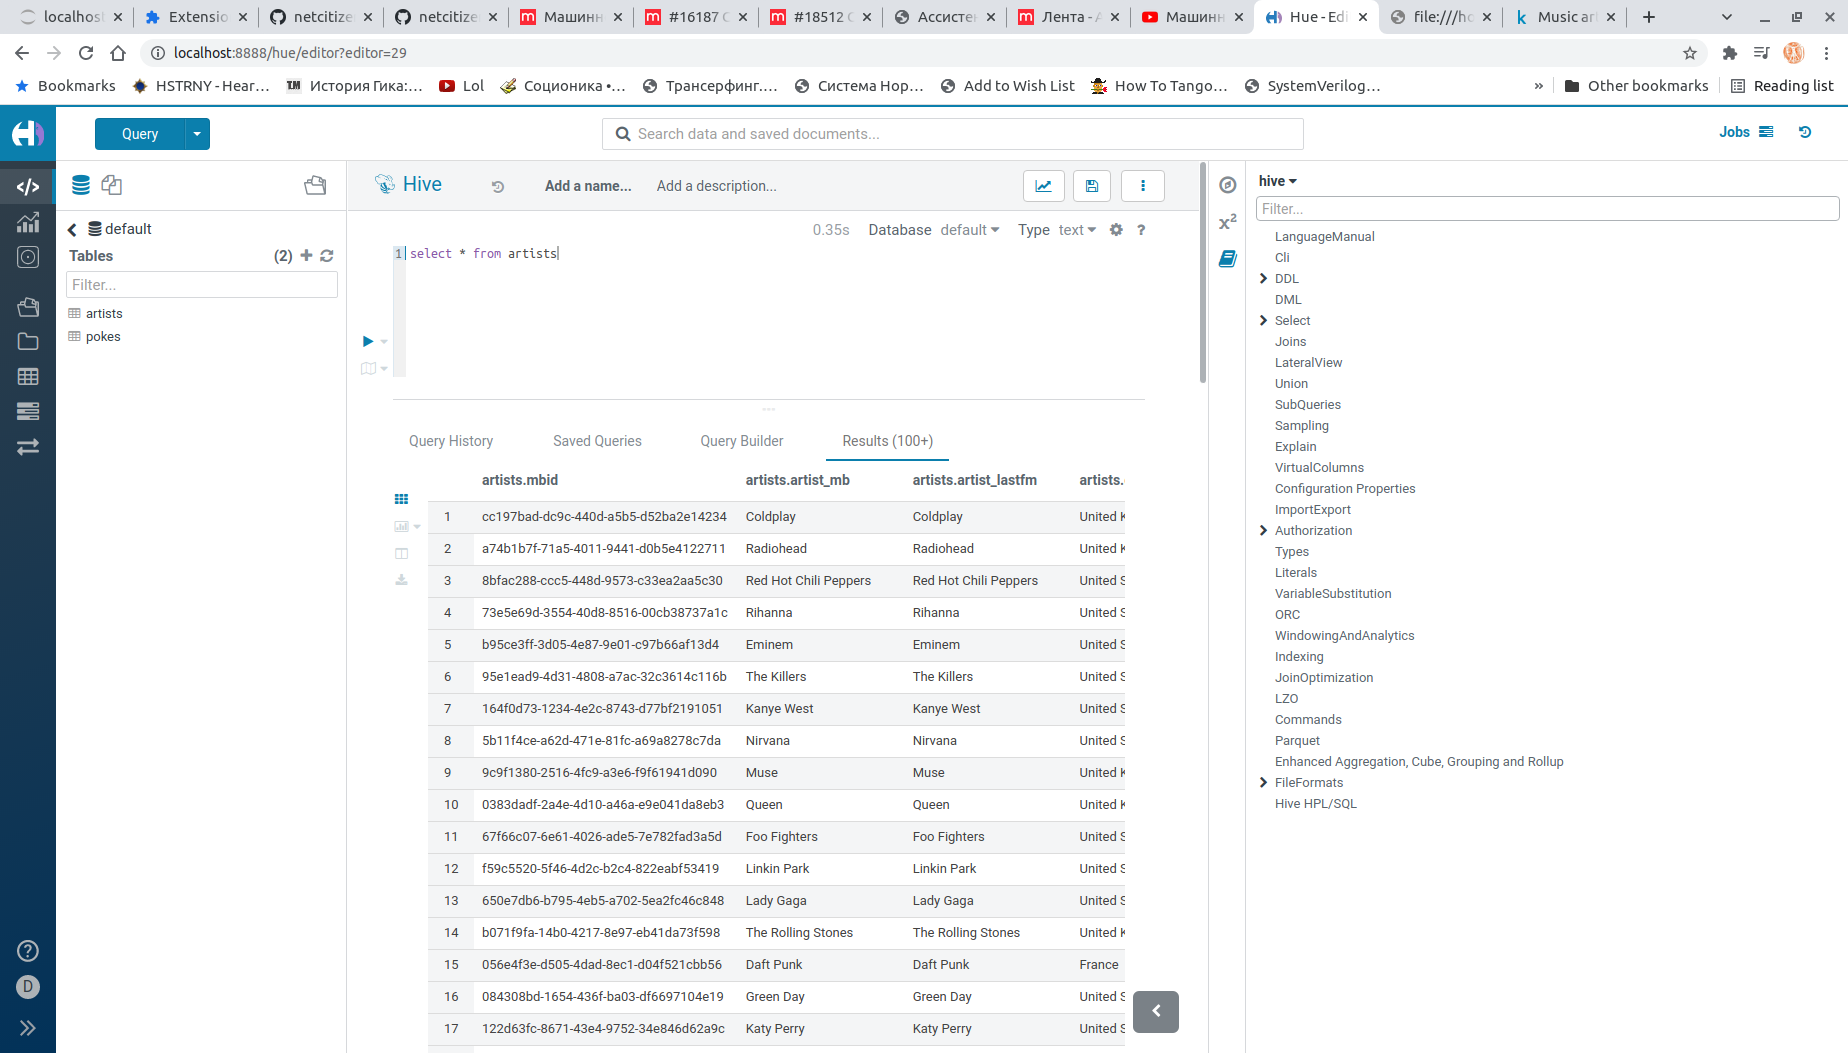 localhost
Extensio
netcitize
netcitize
Машинн
#16187 С
#18512 С
Ассистен
Лента - А
Машинн
Hue - Edi
file:///ho
Music ar
localhost:8888/hue/editor?editor=29
Bookmarks
HSTRNY - Hear...
История Гика:...
Lol
Соционика •...
Трансерфинг....
Система Нор...
Add to Wish List
How To Tango...
SystemVerilog...
»
Other bookmarks
Reading list
Query
Search data and saved documents...
Jobs
Hive
Add a name...
Add a description...
hive
Filter...
default
Tables (2)
Filter...
artists
pokes
0.35s Database default Type text ?
1 select * from artists
Query History
Saved Queries
Query Builder
Results (100+)
artists.mbid artists.artist_mb artists.artist_lastfm artists.
1 cc197bad-dc9c-440d-a5b5-d52ba2e14234 Coldplay Coldplay United K
2 a74b1b7f-71a5-4011-9441-d0b5e4122711 Radiohead Radiohead United K
3 8bfac288-ccc5-448d-9573-c33ea2aa5c30 Red Hot Chili Peppers Red Hot Chili Peppers United S
4 73e5e69d-3554-40d8-8516-00cb38737a1c Rihanna Rihanna United S
5 b95ce3ff-3d05-4e87-9e01-c97b66af13d4 Eminem Eminem United S
6 95e1ead9-4d31-4808-a7ac-32c3614c116b The Killers The Killers United S
7 164f0d73-1234-4e2c-8743-d77bf2191051 Kanye West Kanye West United S
8 5b11f4ce-a62d-471e-81fc-a69a8278c7da Nirvana Nirvana United S
9 9c9f1380-2516-4fc9-a3e6-f9f61941d090 Muse Muse United K
10 0383dadf-2a4e-4d10-a46a-e9e041da8eb3 Queen Queen United K
11 67f66c07-6e61-4026-ade5-7e782fad3a5d Foo Fighters Foo Fighters United S
12 f59c5520-5f46-4d2c-b2c4-822eabf53419 Linkin Park Linkin Park United S
13 650e7db6-b795-4eb5-a702-5ea2fc46c848 Lady Gaga Lady Gaga United S
14 b071f9fa-14b0-4217-8e97-eb41da73f598 The Rolling Stones The Rolling Stones United K
15 056e4f3e-d505-4dad-8ec1-d04f521cbb56 Daft Punk Daft Punk France
16 084308bd-1654-436f-ba03-df6697104e19 Green Day Green Day United S
17 122d63fc-8671-43e4-9752-34e846d62a9c Katy Perry Katy Perry United S
LanguageManual
Cli
DDL
DML
Select
Joins
LateralView
Union
SubQueries
Sampling
Explain
VirtualColumns
Configuration Properties
ImportExport
Authorization
Types
Literals
VariableSubstitution
ORC
WindowingAndAnalytics
Indexing
JoinOptimization
LZO
Commands
Parquet
Enhanced Aggregation, Cube, Grouping and Rollup
FileFormats
Hive HPL/SQL
D